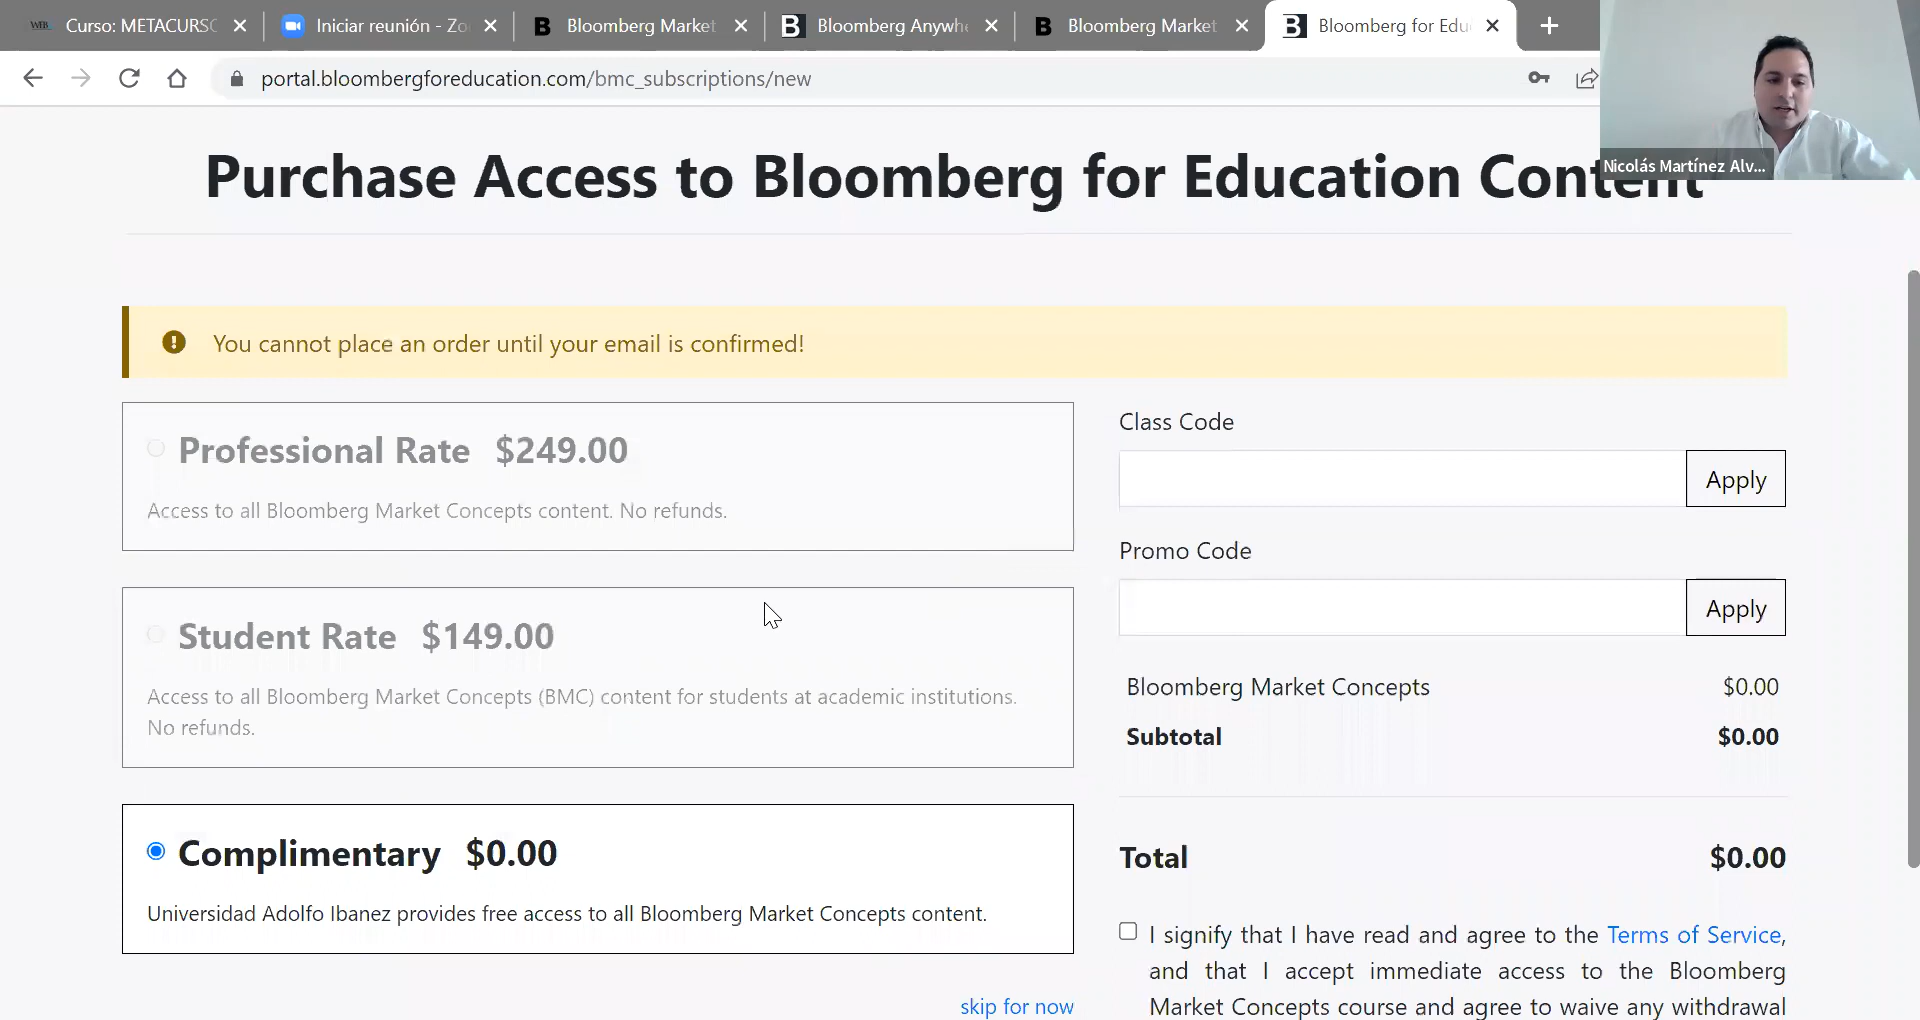 WEB Curso: METACURSO
Iniciar reunión - Zo
B Bloomberg Market
B Bloomberg Anywhe
B Bloomberg Market
B Bloomberg for Edu
portal.bloombergforeducation.com/bmc_subscriptions/new
Nicolás Martínez Alv...
Purchase Access to Bloomberg for Education Content
You cannot place an order until your email is confirmed!
Professional Rate $249.00
Access to all Bloomberg Market Concepts content. No refunds.
Student Rate $149.00
Access to all Bloomberg Market Concepts (BMC) content for students at academic institutions.
No refunds.
Complimentary $0.00
Universidad Adolfo Ibanez provides free access to all Bloomberg Market Concepts content.
skip for now
Class Code
Apply
Promo Code
Apply
Bloomberg Market Concepts $0.00
Subtotal $0.00
Total $0.00
I signify that I have read and agree to the Terms of Service,
and that I accept immediate access to the Bloomberg
Market Concepts course and agree to waive any withdrawal